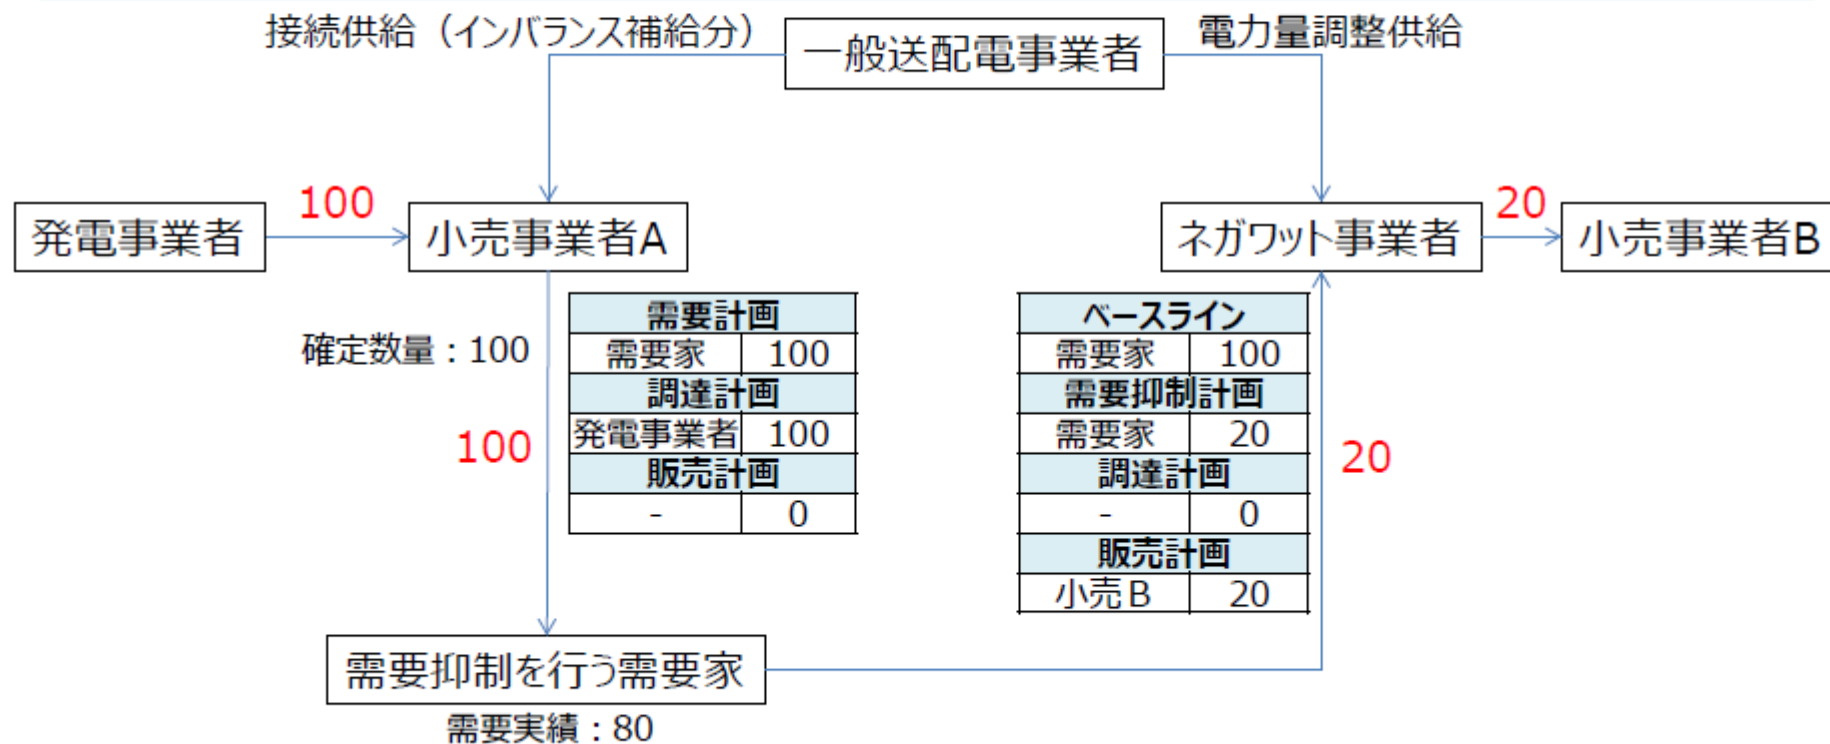 接続供給（インバランス補給分）
一般送配電事業者
電力量調整供給
発電事業者
100
小売事業者A
ネガワット事業者
20
小売事業者B
確定数量：100
100
需要計画
需要家 100
調達計画
発電事業者 100
販売計画
- 0
ベースライン
需要家 100
需要抑制計画
需要家 20
調達計画
- 0
販売計画
小売B 20
20
需要抑制を行う需要家
需要実績：80